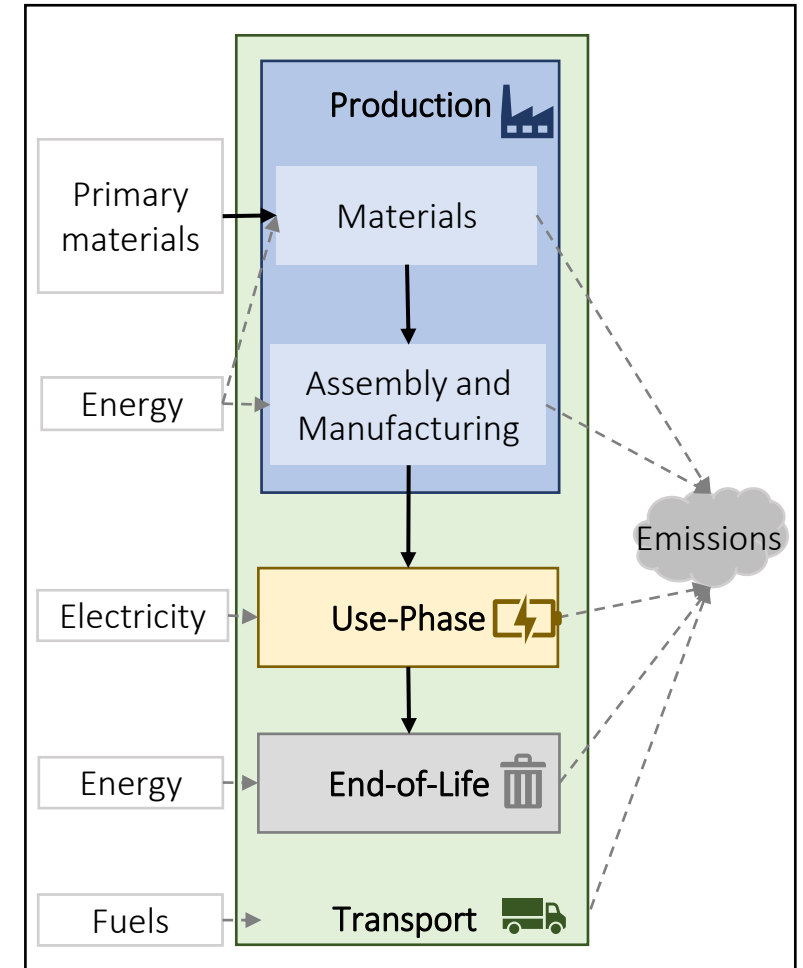 Production
Primary
materials
Materials
Energy
Assembly and
Manufacturing
Emissions
Electricity
Use-Phase
Energy
End-of-Life
Fuels
Transport